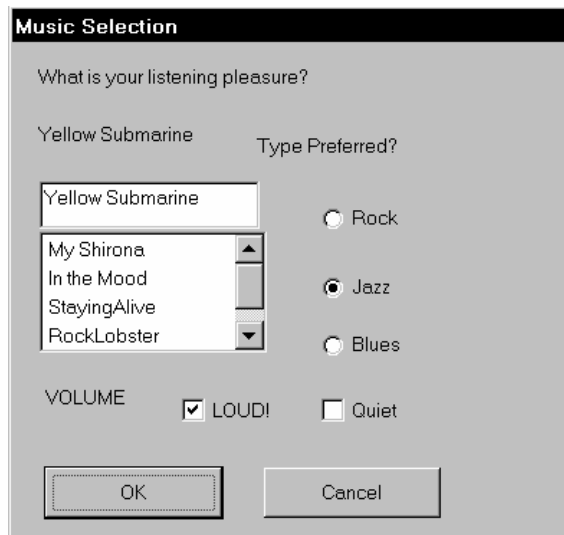 Music Selection
What is your listening pleasure?
Yellow Submarine
Type Preferred?
Yellow Submarine
Rock
My Shirona
In the Mood
Jazz
StayingAlive
RockLobster
Blues
VOLUME
LOUD!
Quiet
OK
Cancel